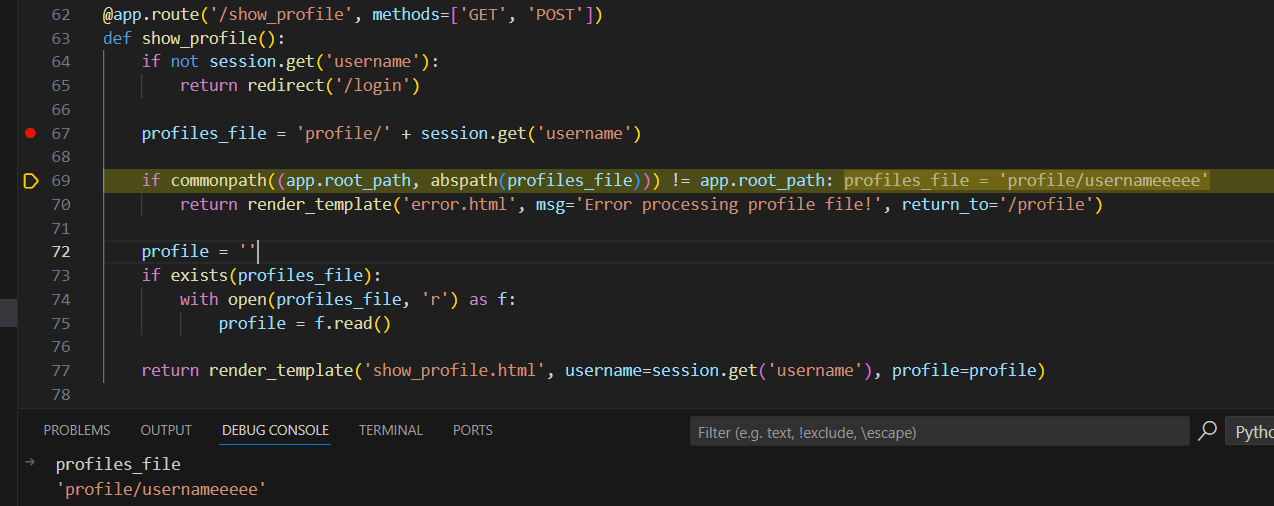 62 @app.route('/show_profile', methods=['GET', 'POST'])
63 def show_profile():
64     if not session.get('username'):
65         return redirect('/login')
66
67     profiles_file = 'profile/' + session.get('username')
68
69     if commonpath((app.root_path, abspath(profiles_file))) != app.root_path: profiles_file = 'profile/usernameeeee'
70         return render_template('error.html', msg='Error processing profile file!', return_to='/profile')
71
72     profile = ''
73     if exists(profiles_file):
74         with open(profiles_file, 'r') as f:
75             profile = f.read()
76
77     return render_template('show_profile.html', username=session.get('username'), profile=profile)
78
PROBLEMS OUTPUT DEBUG CONSOLE TERMINAL PORTS Filter (e.g. text, !exclude, \escape) Pytho
→ profiles_file
'profile/usernameeeee'